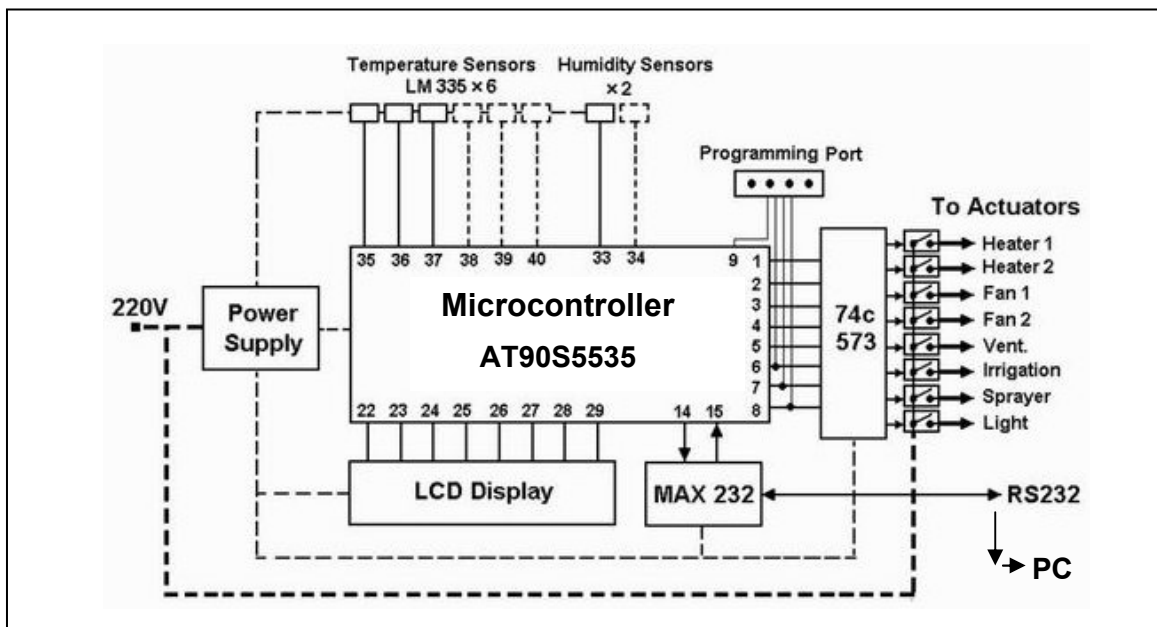 Temperature Sensors
LM 335 × 6
Humidity Sensors
× 2
Programming Port
To Actuators
35 36 37 38 39 40 33 34 9
1
2
3
4
5
6
7
8
Microcontroller
AT90S5535
220V
Power
Supply
74c
573
Heater 1
Heater 2
Fan 1
Fan 2
Vent.
Irrigation
Sprayer
Light
22 23 24 25 26 27 28 29 14 15
LCD Display
MAX 232
RS232
PC